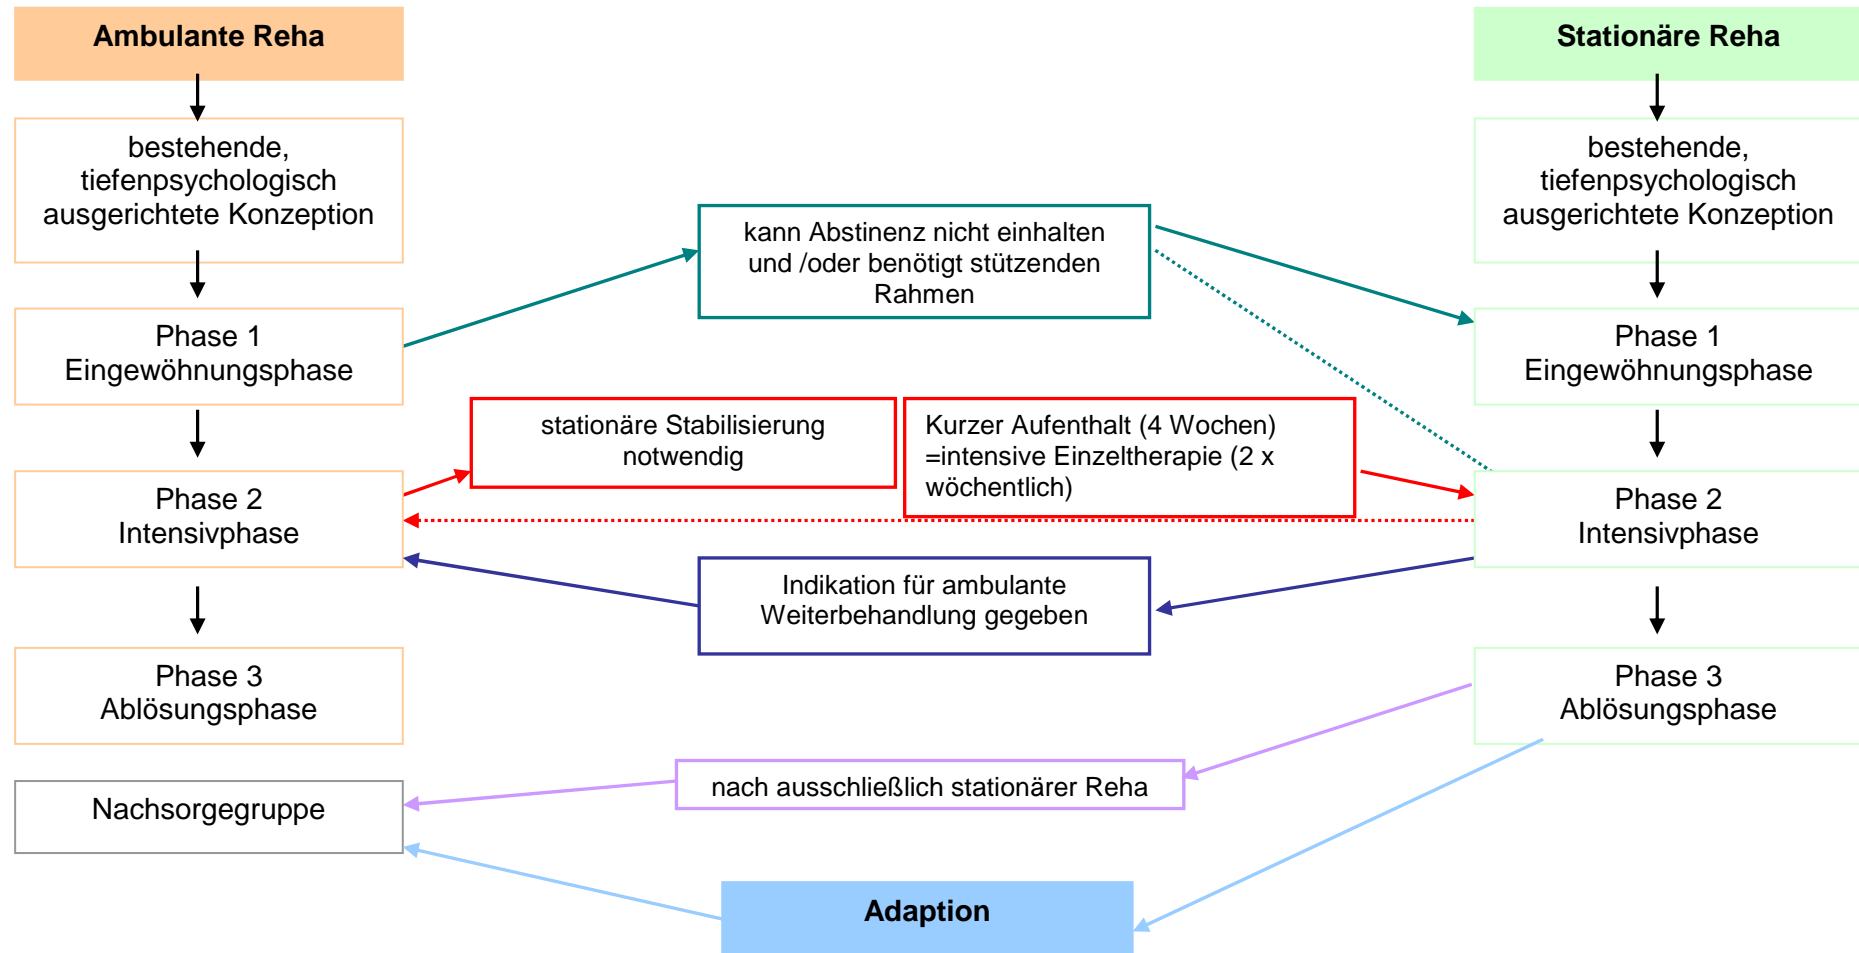 Ambulante Reha
Stationäre Reha
bestehende,
tiefenpsychologisch
ausgerichtete Konzeption
bestehende,
tiefenpsychologisch
ausgerichtete Konzeption
kann Abstinenz nicht einhalten
und /oder benötigt stützenden
Rahmen
Phase 1
Eingewöhnungsphase
Phase 1
Eingewöhnungsphase
stationäre Stabilisierung
notwendig
Kurzer Aufenthalt (4 Wochen)
=intensive Einzeltherapie (2 x
wöchentlich)
Phase 2
Intensivphase
Phase 2
Intensivphase
Indikation für ambulante
Weiterbehandlung gegeben
Phase 3
Ablösungsphase
Phase 3
Ablösungsphase
nach ausschließlich stationärer Reha
Nachsorgegruppe
Adaption